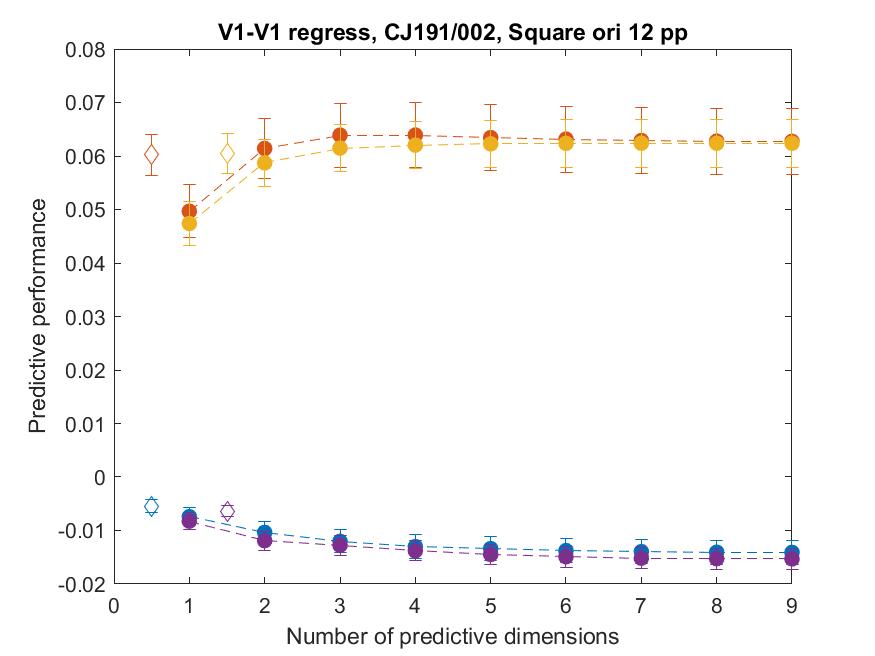 V1-V1 regress, CJ191/002, Square ori 12 pp
0.08
0.07
0.06
0.05
0.04
0.03
0.02
0.01
0
-0.01
-0.02
Predictive performance
0 1 2 3 4 5 6 7 8 9
Number of predictive dimensions